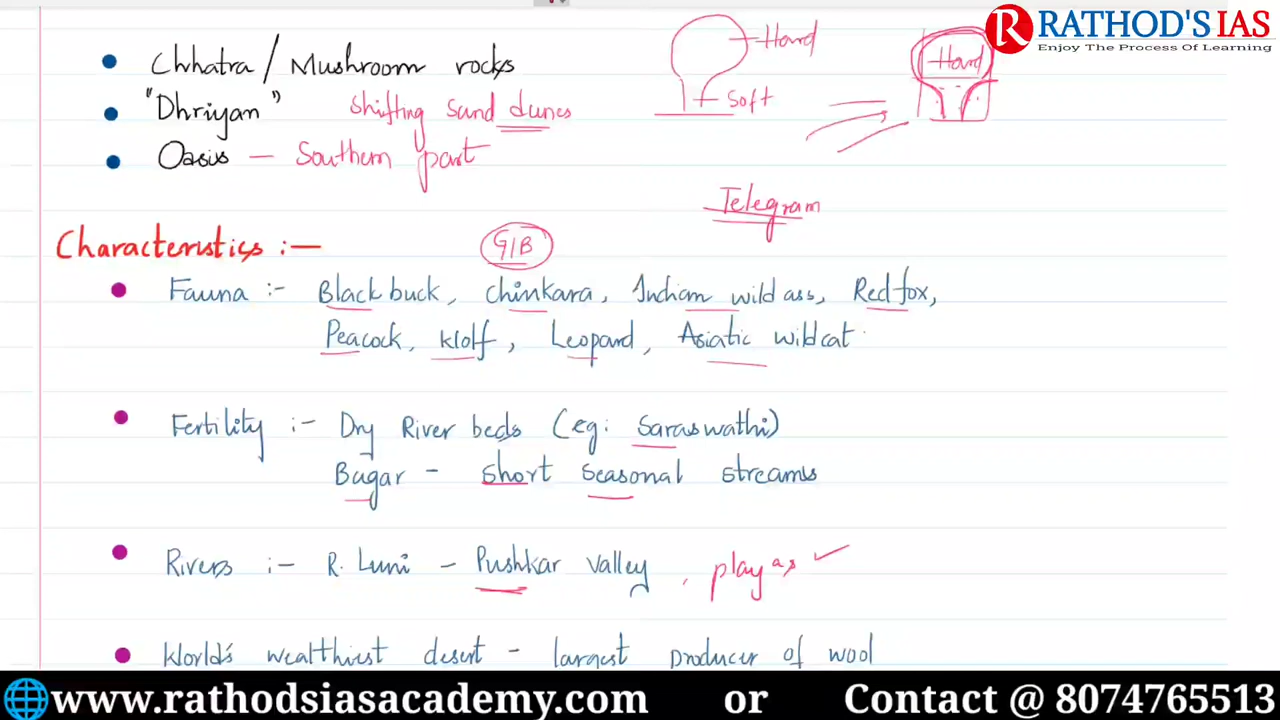 RATHOD'S IAS
Enjoy The Process Of Learning
Chhatra / Mushroom rocks
Hard
Soft
Hard
"Dhriyan" Shifting Sand dunes
Oasis - Southern part
Telegram
Characteristics :-
GIB
Fauna :- Blackbuck, Chinkara, Indian wild ass, Red fox,
Peacock, Wolf, Leopard, Asiatic wildcat
Fertility :- Dry River beds (eg: Saraswathi)
Bagar - short seasonal streams
Rivers :- R. Luni - Pushkar Valley, playas
World's wealthiest desert - largest producer of wool
www.rathodsiasacademy.com or Contact @ 8074765513